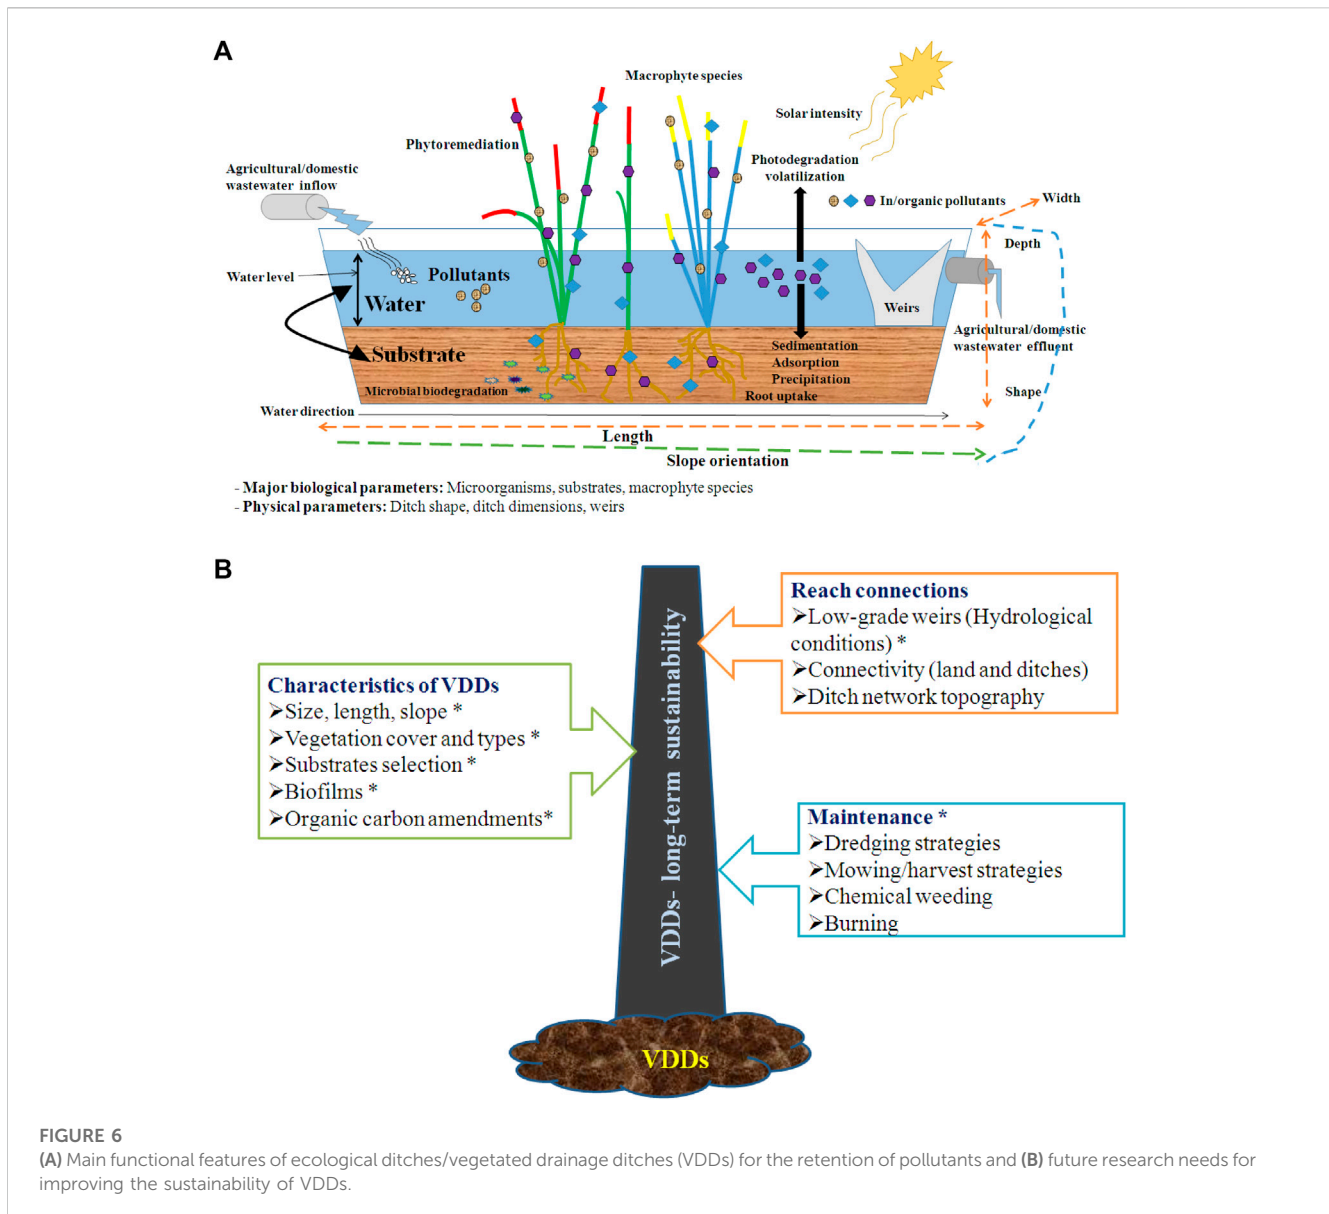 A
Macrophyte species
Solar intensity
Phytoremediation
Photodegradation
volatilization
Agricultural/domestic
wastewater inflow
In/organic pollutants
Width
Depth
Water level
Pollutants
Water
Weirs
Agricultural/domestic
wastewater effluent
Substrate
Sedimentation
Adsorption
Precipitation
Root uptake
Microbial biodegradation
Shape
Water direction
Length
Slope orientation
- Major biological parameters: Microorganisms, substrates, macrophyte species
- Physical parameters: Ditch shape, ditch dimensions, weirs
B
VDDs- long-term sustainability
Reach connections
➢Low-grade weirs (Hydrological
conditions) *
➢Connectivity (land and ditches)
➢Ditch network topography
Characteristics of VDDs
➢Size, length, slope *
➢Vegetation cover and types *
➢Substrates selection *
➢Biofilms *
➢Organic carbon amendments*
Maintenance *
➢Dredging strategies
➢Mowing/harvest strategies
➢Chemical weeding
➢Burning
VDDs
FIGURE 6
(A) Main functional features of ecological ditches/vegetated drainage ditches (VDDs) for the retention of pollutants and (B) future research needs for
improving the sustainability of VDDs.